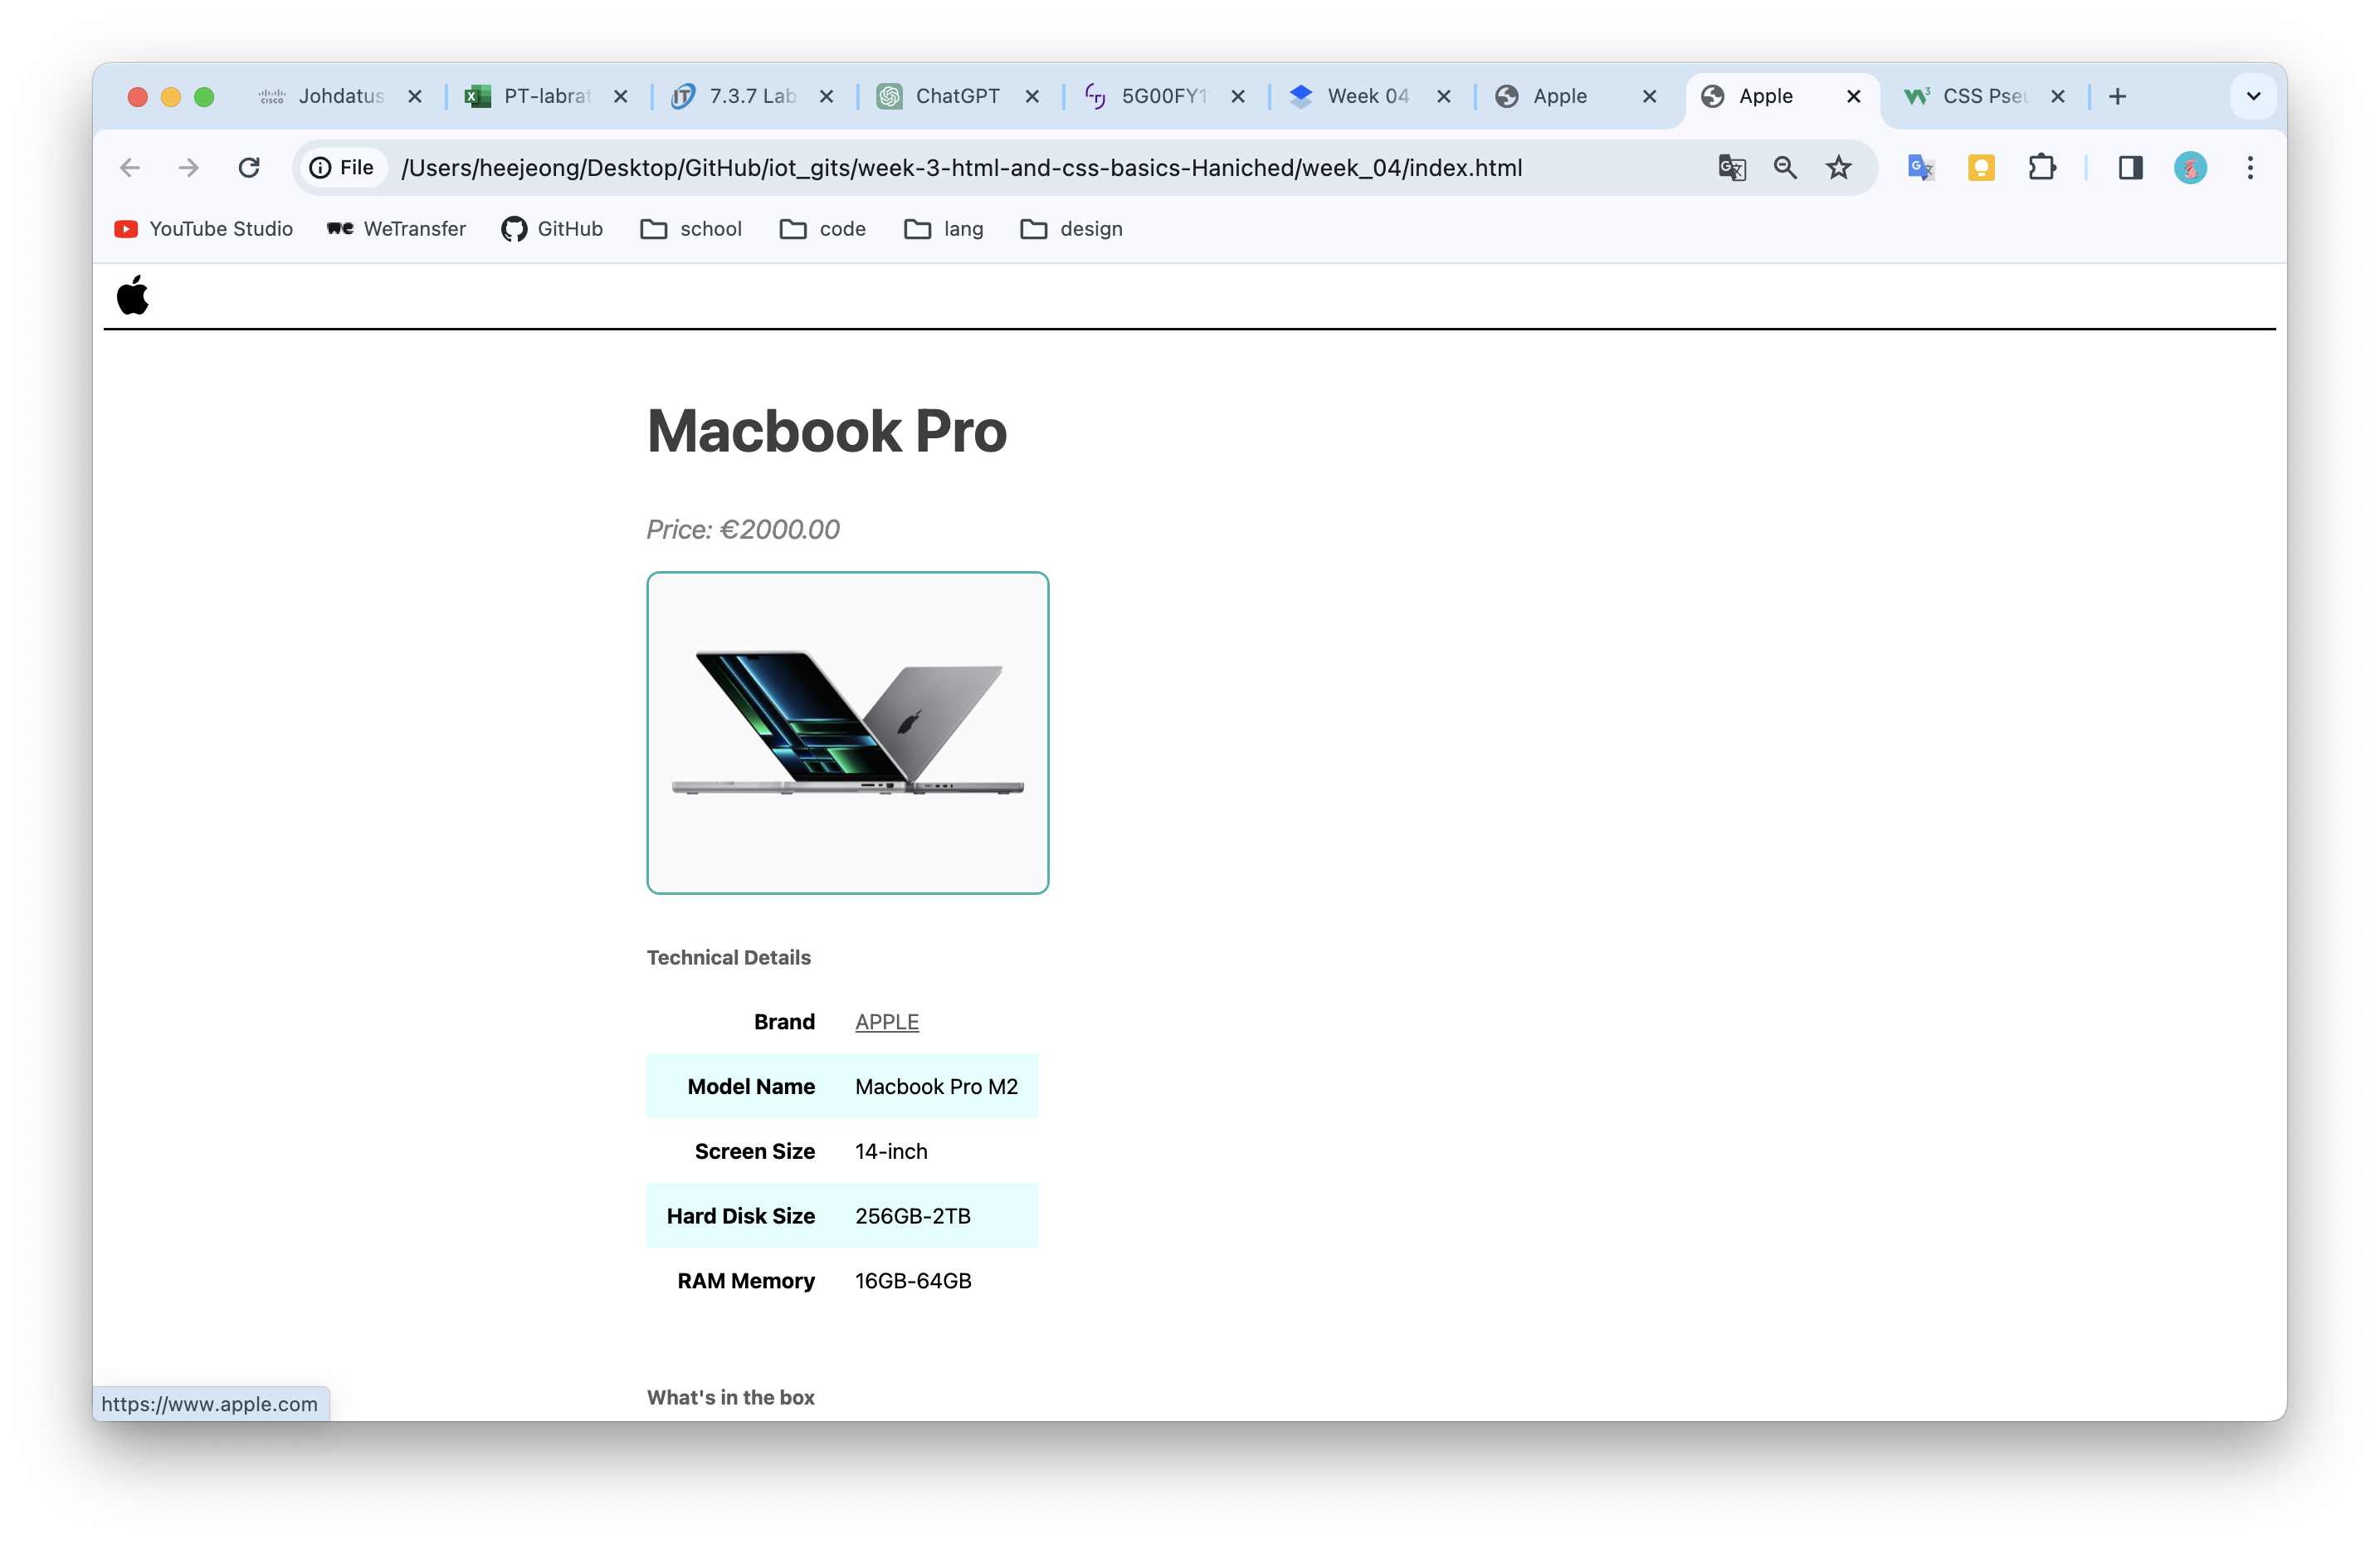 Johdatus PT-labrat 7.3.7 Lab ChatGPT 5G00FY1 Week 04 Apple Apple CSS Pseu
File /Users/heejeong/Desktop/GitHub/iot_gits/week-3-html-and-css-basics-Haniched/week_04/index.html
YouTube Studio WeTransfer GitHub school code lang design
Macbook Pro
Price: €2000.00
Technical Details
Brand APPLE
Model Name Macbook Pro M2
Screen Size 14-inch
Hard Disk Size 256GB-2TB
RAM Memory 16GB-64GB
What's in the box
https://www.apple.com